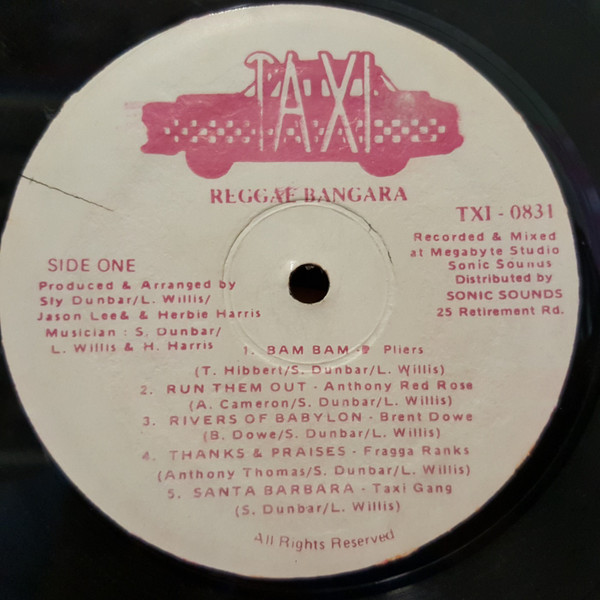 TAXI
REGGAE BANGARA
TXI - 0831
Recorded & Mixed
at Megabyte Studio
Sonic Sounus
Distributed by
SONIC SOUNDS
25 Retirement Rd.
SIDE ONE
Produced & Arranged by
Sly Dunbar/L. Willis/
Jason Lee& & Herbie Harris
Musician : S. Dunbar/
L. Willis & H. Harris
1. BAM BAM - Pliers
(T. Hibbert/S. Dunbar/L. Willis)
2. RUN THEM OUT - Anthony Red Rose
(A. Cameron/S. Dunbar/L. Willis)
3. RIVERS OF BABYLON - Brent Dowe
(B. Dowe/S. Dunbar/L. Willis)
4. THANKS & PRAISES - Fragga Ranks
(Anthony Thomas/S. Dunbar/L. Willis)
5. SANTA BARBARA - Taxi Gang
(S. Dunbar/L. Willis)
All Rights Reserved